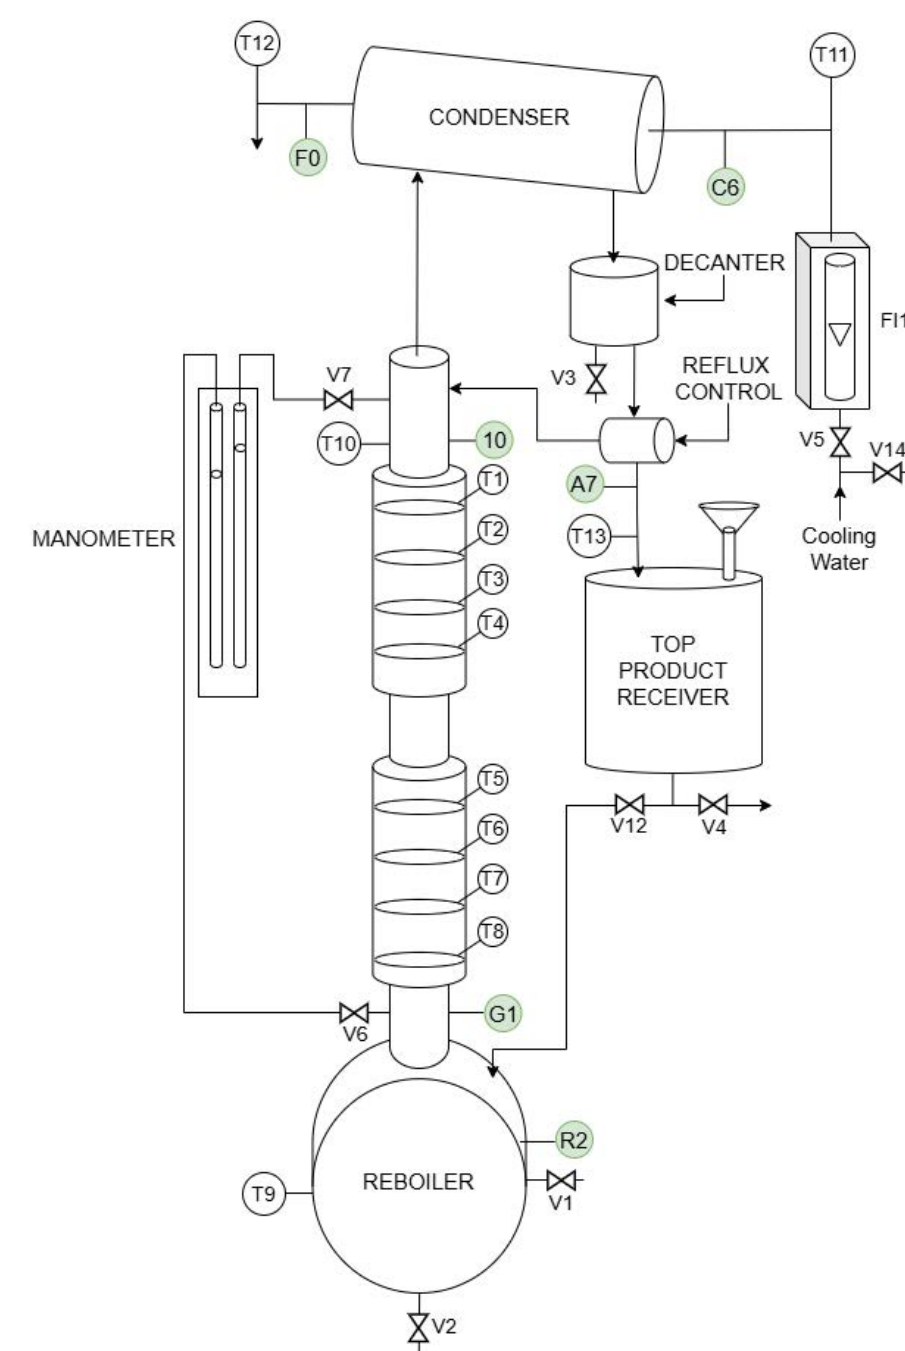 T12
T11
CONDENSER
F0
C6
DECANTER
FI1
V3
REFLUX
CONTROL
V7
V5
V14
T10
10
A7
T1
MANOMETER
T2
T13
Cooling
Water
T3
T4
TOP
PRODUCT
RECEIVER
T5
V12
V4
T6
T7
T8
G1
V6
R2
REBOILER
T9
V1
V2